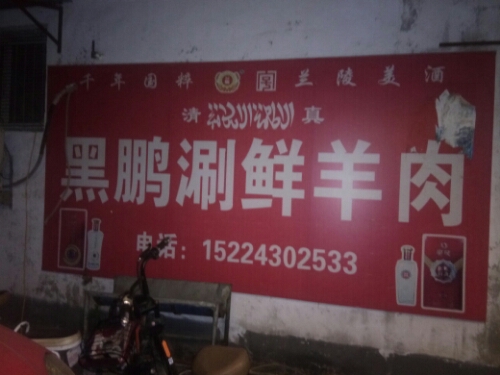 千年国粹 兰陵美酒
清 真
黑鹏涮鲜羊肉
电话：15224302533